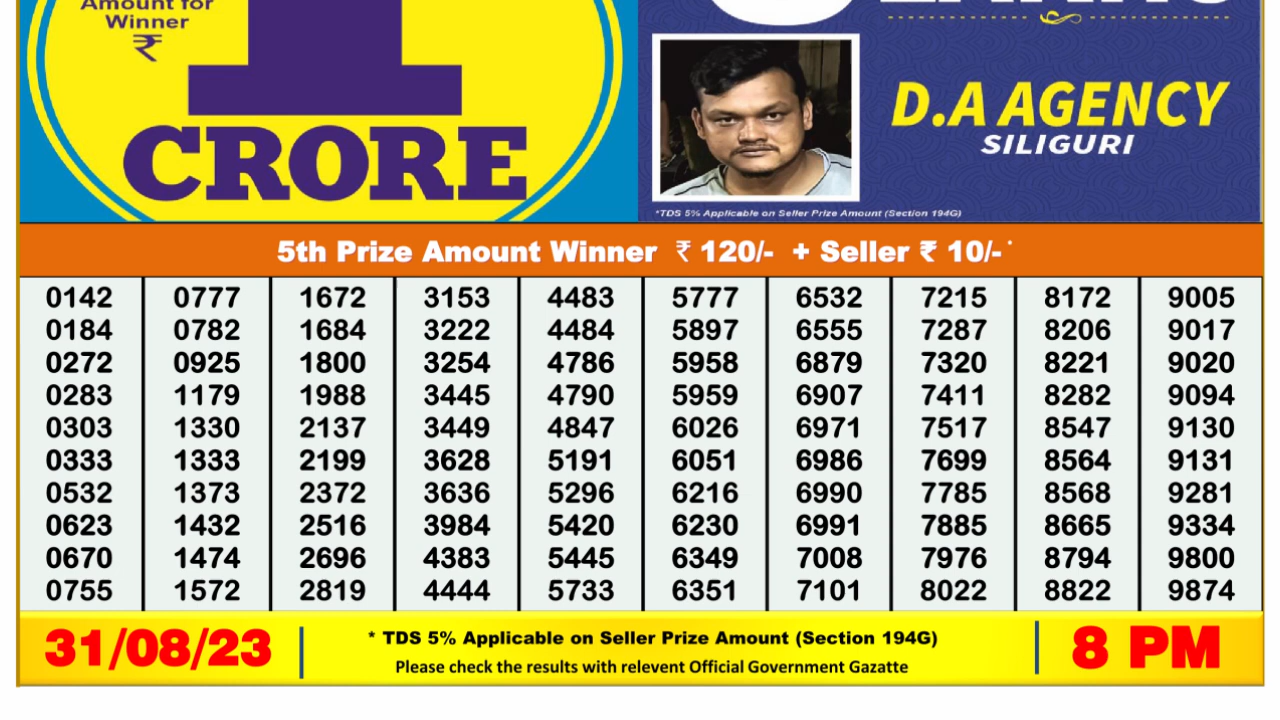 Amount for
Winner
₹
1
CRORE
D.A AGENCY
SILIGURI
*TDS 5% Applicable on Seller Prize Amount (Section 194G)
5th Prize Amount Winner ₹ 120/- + Seller ₹ 10/- *
0142 0777 1672 3153 4483 5777 6532 7215 8172 9005
0184 0782 1684 3222 4484 5897 6555 7287 8206 9017
0272 0925 1800 3254 4786 5958 6879 7320 8221 9020
0283 1179 1988 3445 4790 5959 6907 7411 8282 9094
0303 1330 2137 3449 4847 6026 6971 7517 8547 9130
0333 1333 2199 3628 5191 6051 6986 7699 8564 9131
0532 1373 2372 3636 5296 6216 6990 7785 8568 9281
0623 1432 2516 3984 5420 6230 6991 7885 8665 9334
0670 1474 2696 4383 5445 6349 7008 7976 8794 9800
0755 1572 2819 4444 5733 6351 7101 8022 8822 9874
31/08/23
* TDS 5% Applicable on Seller Prize Amount (Section 194G)
Please check the results with relevent Official Government Gazatte
8 PM